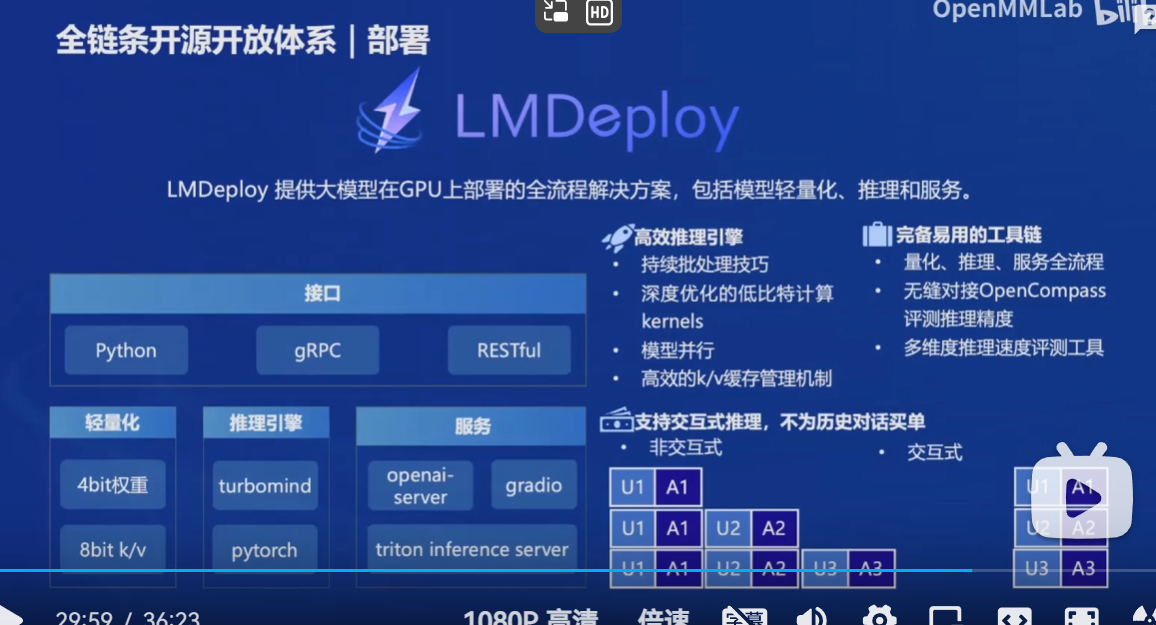 OpenMMLab
HD
全链条开源开放体系｜部署
LMDeploy
LMDeploy 提供大模型在GPU上部署的全流程解决方案，包括模型轻量化、推理和服务。
接口
Python
gRPC
RESTful
轻量化
4bit权重
8bit k/v
推理引擎
turbomind
pytorch
服务
openai-
server
gradio
triton inference server
高效推理引擎
• 持续批处理技巧
• 深度优化的低比特计算
kernels
• 模型并行
• 高效的k/v缓存管理机制
完备易用的工具链
• 量化、推理、服务全流程
• 无缝对接OpenCompass
评测推理精度
• 多维度推理速度评测工具
支持交互式推理，不为历史对话买单
• 非交互式
U1 A1
U1 A1 U2 A2
U1 A1 U2 A2 U3 A3
• 交互式
U1 A1
U2 A2
U3 A3
29:59 / 36:23
1080P 高清
倍速
字幕